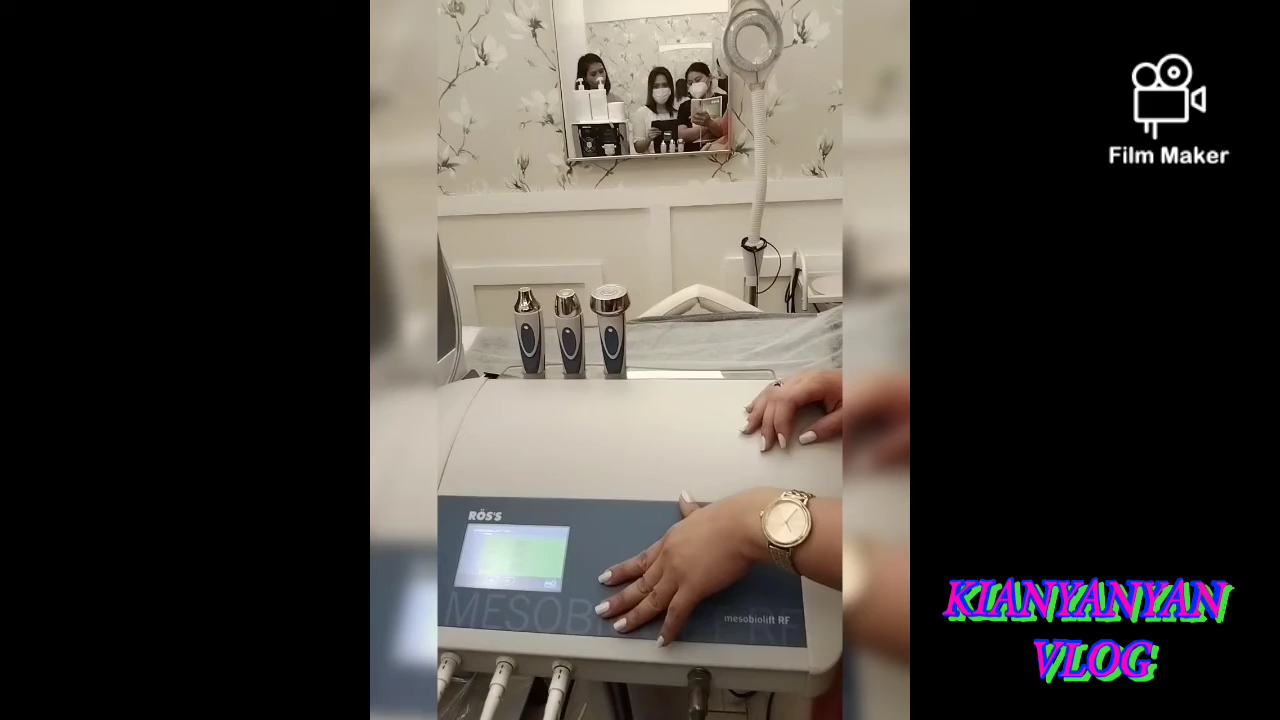 Film Maker
RÖS'S
mesobiolift RF
KIANYANYAN
VLOG